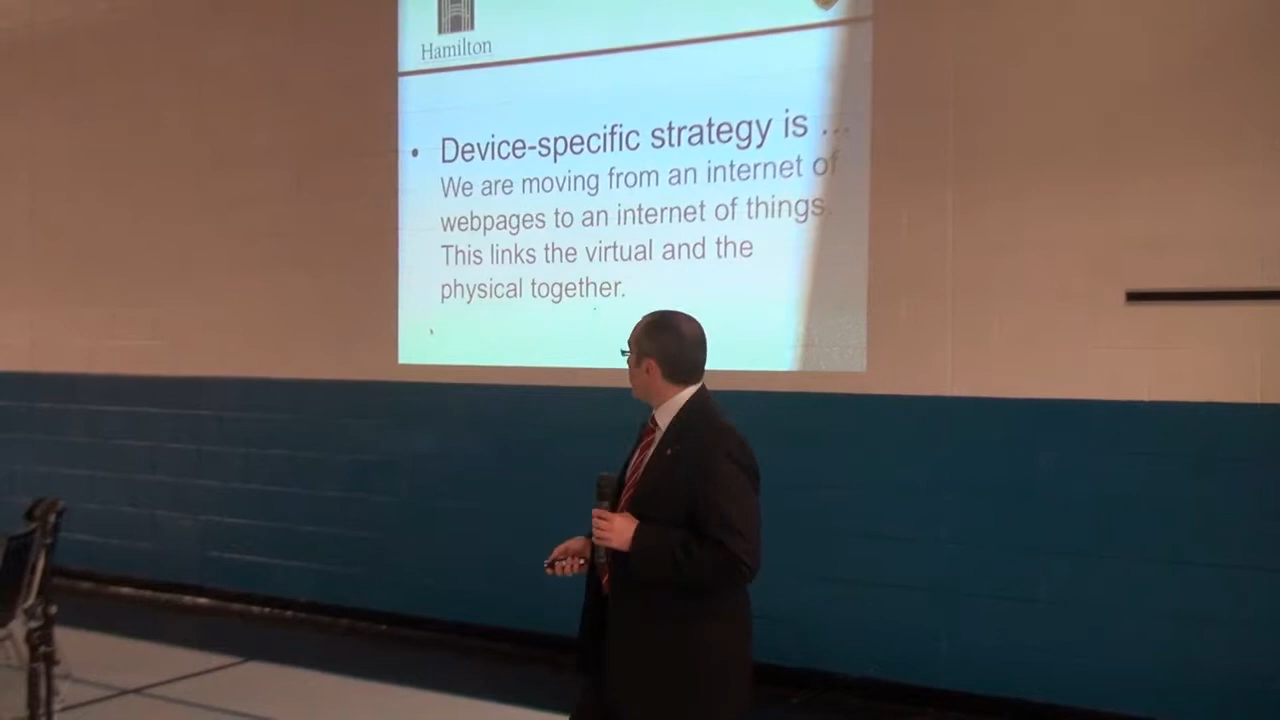 Hamilton
• Device-specific strategy is ...
We are moving from an internet of
webpages to an internet of things.
This links the virtual and the
physical together.